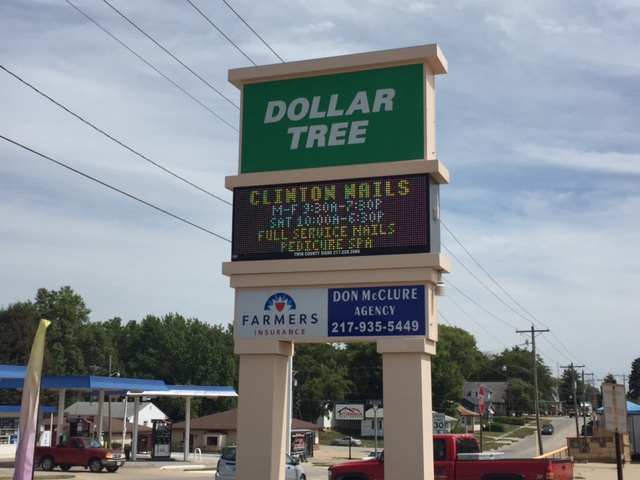 DOLLAR
TREE
CLINTON NAILS
M-F 9:30A-7:30P
SAT 10:00A-6:30P
FULL SERVICE NAILS
PEDICURE SPA
FARMERS
INSURANCE
DON McCLURE
AGENCY
217-935-5449
30